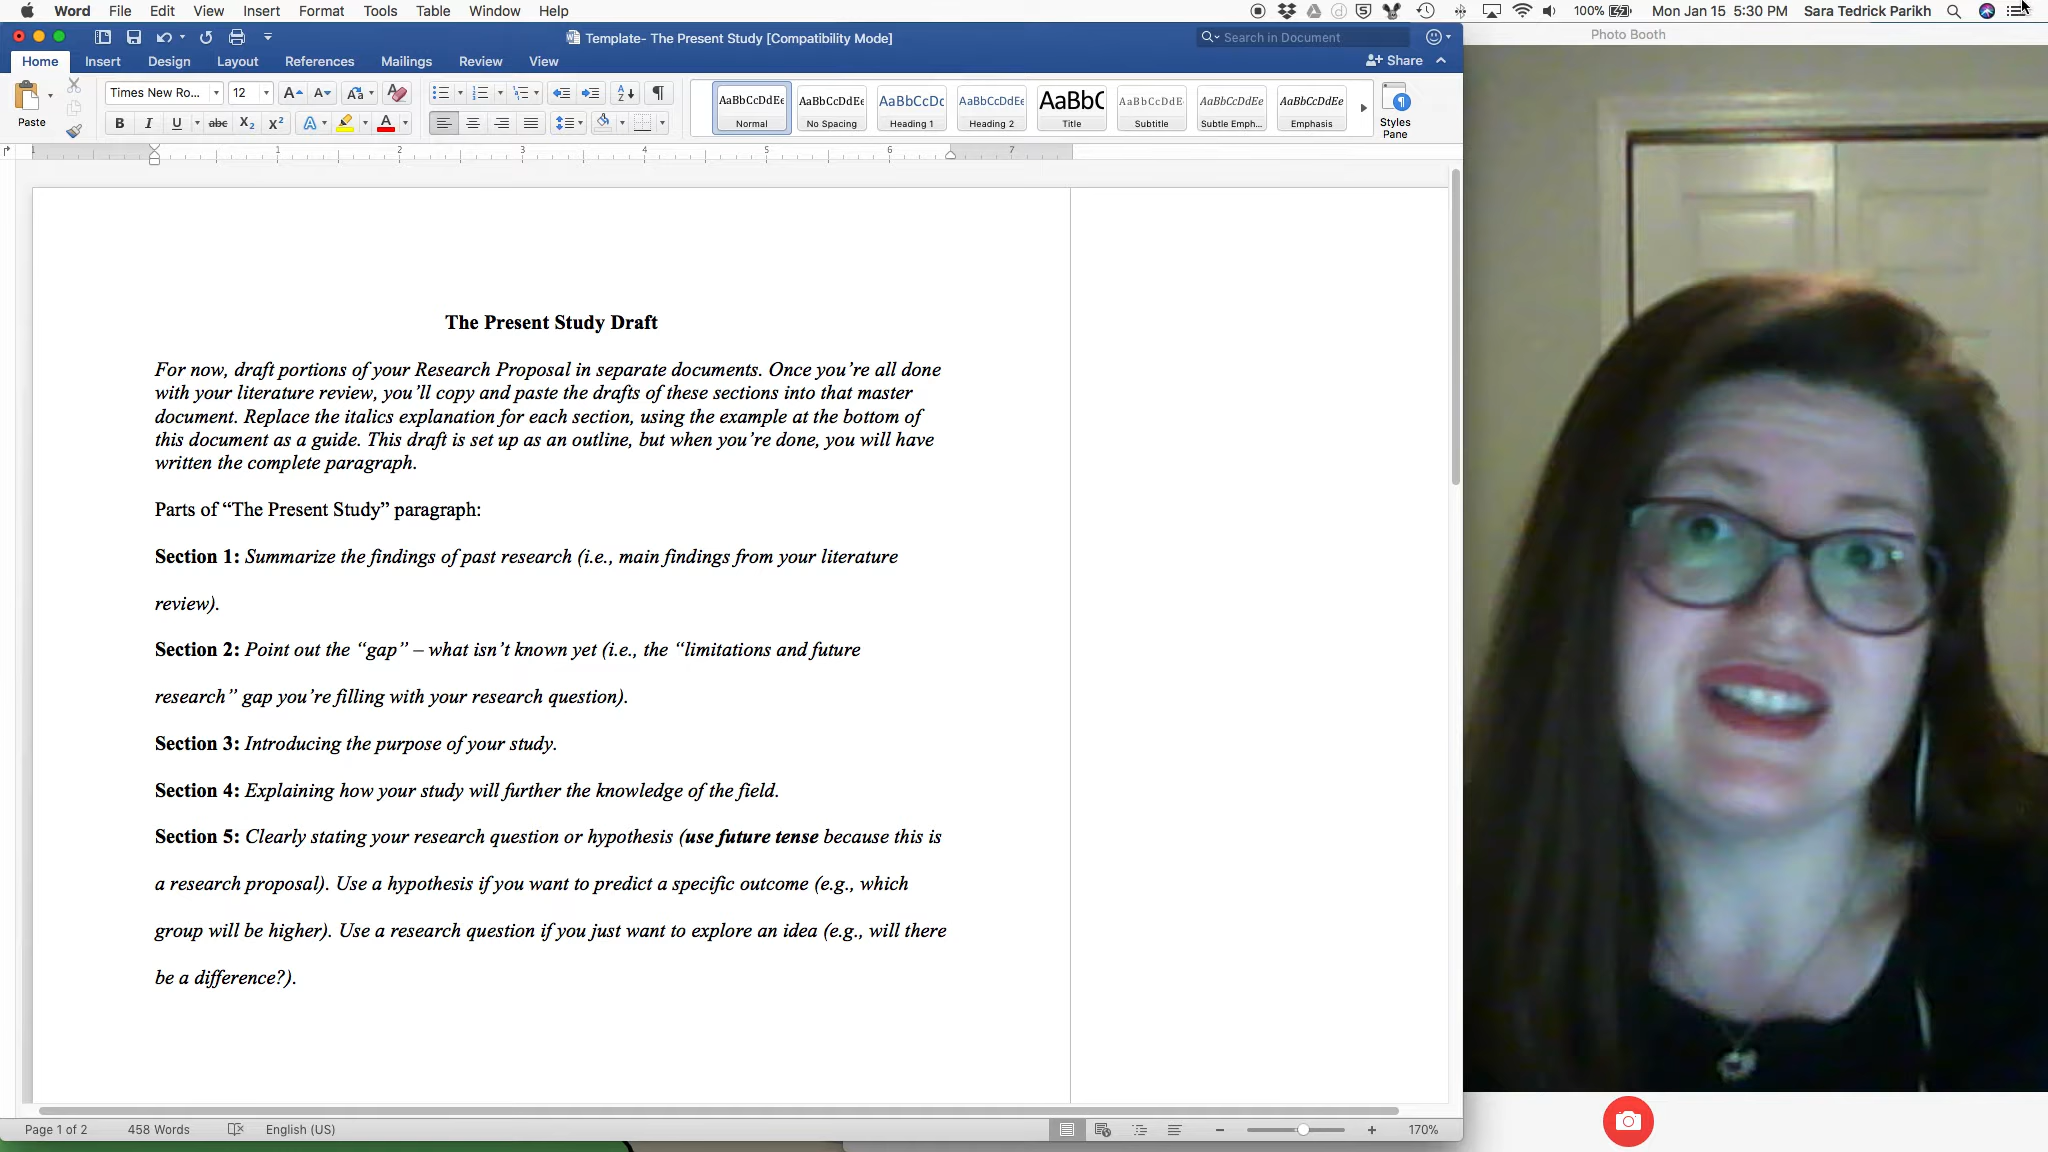 Word File Edit View Insert Format Tools Table Window Help
100% Mon Jan 15 5:30 PM Sara Tedrick Parikh
Template- The Present Study [Compatibility Mode]
Search in Document
Photo Booth
Home Insert Design Layout References Mailings Review View
Share
Paste
Times New Ro...
12
AaBbCcDdEe
Normal
AaBbCcDdEe
No Spacing
AaBbCcDc
Heading 1
AaBbCcDdEe
Heading 2
AaBbC
Title
AaBbCcDdE
Subtitle
AaBbCcDdEe
Subtle Emph...
AaBbCcDdEe
Emphasis
Styles
Pane
1 1 2 3 4 5 6 7
The Present Study Draft
For now, draft portions of your Research Proposal in separate documents. Once you’re all done
with your literature review, you’ll copy and paste the drafts of these sections into that master
document. Replace the italics explanation for each section, using the example at the bottom of
this document as a guide. This draft is set up as an outline, but when you’re done, you will have
written the complete paragraph.
Parts of “The Present Study” paragraph:
Section 1: Summarize the findings of past research (i.e., main findings from your literature
review).
Section 2: Point out the “gap” – what isn’t known yet (i.e., the “limitations and future
research” gap you’re filling with your research question).
Section 3: Introducing the purpose of your study.
Section 4: Explaining how your study will further the knowledge of the field.
Section 5: Clearly stating your research question or hypothesis (use future tense because this is
a research proposal). Use a hypothesis if you want to predict a specific outcome (e.g., which
group will be higher). Use a research question if you just want to explore an idea (e.g., will there
be a difference?).
Page 1 of 2 458 Words English (US) 170%